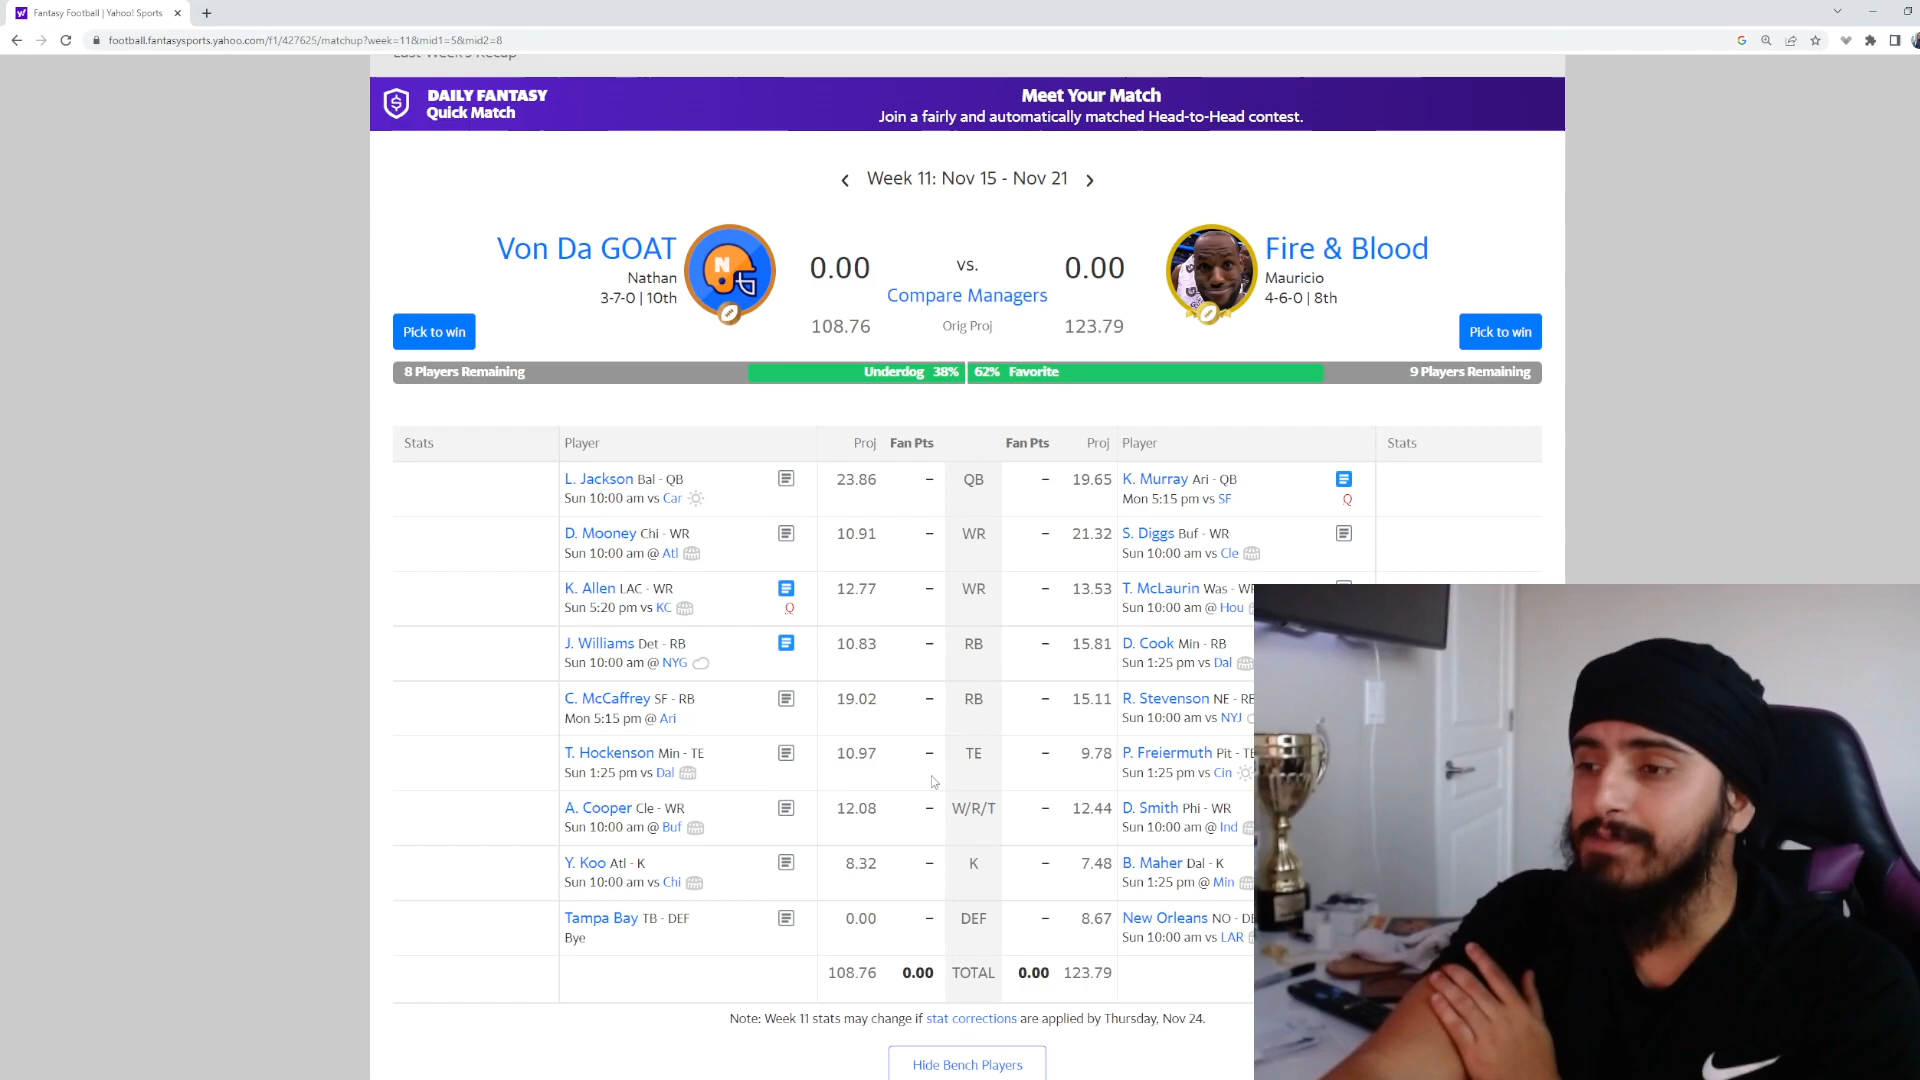 Fantasy Football | Yahoo! Sports
football.fantasysports.yahoo.com/f1/427625/matchup?week=11&mid1=5&mid2=8
Last Week's Recap
DAILY FANTASY
Quick Match
Meet Your Match
Join a fairly and automatically matched Head-to-Head contest.
Week 11: Nov 15 - Nov 21
Von Da GOAT
Nathan
3-7-0 | 10th
N
0.00
vs.
0.00
Compare Managers
108.76
Orig Proj
123.79
Fire & Blood
Mauricio
4-6-0 | 8th
Pick to win
Pick to win
8 Players Remaining
Underdog 38%
62% Favorite
9 Players Remaining
Stats Player Proj Fan Pts Fan Pts Proj Player Stats
L. Jackson Bal - QB 23.86 – QB – 19.65 K. Murray Ari - QB
Sun 10:00 am vs Car Mon 5:15 pm vs SF Q
D. Mooney Chi - WR 10.91 – WR – 21.32 S. Diggs Buf - WR
Sun 10:00 am @ Atl Sun 10:00 am vs Cle
K. Allen LAC - WR 12.77 – WR – 13.53 T. McLaurin Was - WR
Sun 5:20 pm vs KC Q Sun 10:00 am @ Hou
J. Williams Det - RB 10.83 – RB – 15.81 D. Cook Min - RB
Sun 10:00 am @ NYG Sun 1:25 pm vs Dal
C. McCaffrey SF - RB 19.02 – RB – 15.11 R. Stevenson NE - RB
Mon 5:15 pm @ Ari Sun 10:00 am vs NYJ
T. Hockenson Min - TE 10.97 – TE – 9.78 P. Freiermuth Pit - TE
Sun 1:25 pm vs Dal Sun 1:25 pm vs Cin
A. Cooper Cle - WR 12.08 – W/R/T – 12.44 D. Smith Phi - WR
Sun 10:00 am @ Buf Sun 10:00 am @ Ind
Y. Koo Atl - K 8.32 – K – 7.48 B. Maher Dal - K
Sun 10:00 am vs Chi Sun 1:25 pm @ Min
Tampa Bay TB - DEF 0.00 – DEF – 8.67 New Orleans NO - DE
Bye Sun 10:00 am vs LAR
108.76 0.00 TOTAL 0.00 123.79
Note: Week 11 stats may change if stat corrections are applied by Thursday, Nov 24.
Hide Bench Players